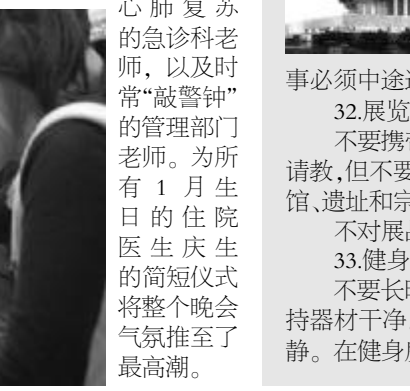 心肺复苏
的急诊科老
师，以及时
常“敲警钟”
的管理部门
老师。为所
有1月生
日的住院
医生庆生
的简短仪式
将整个晚会
气氛推至了
最高潮。
事必须中途
32.展览
不要携
请教,但不要
馆、遗址和宗
不对展
33.健身
不要长
持器材干净
静。在健身